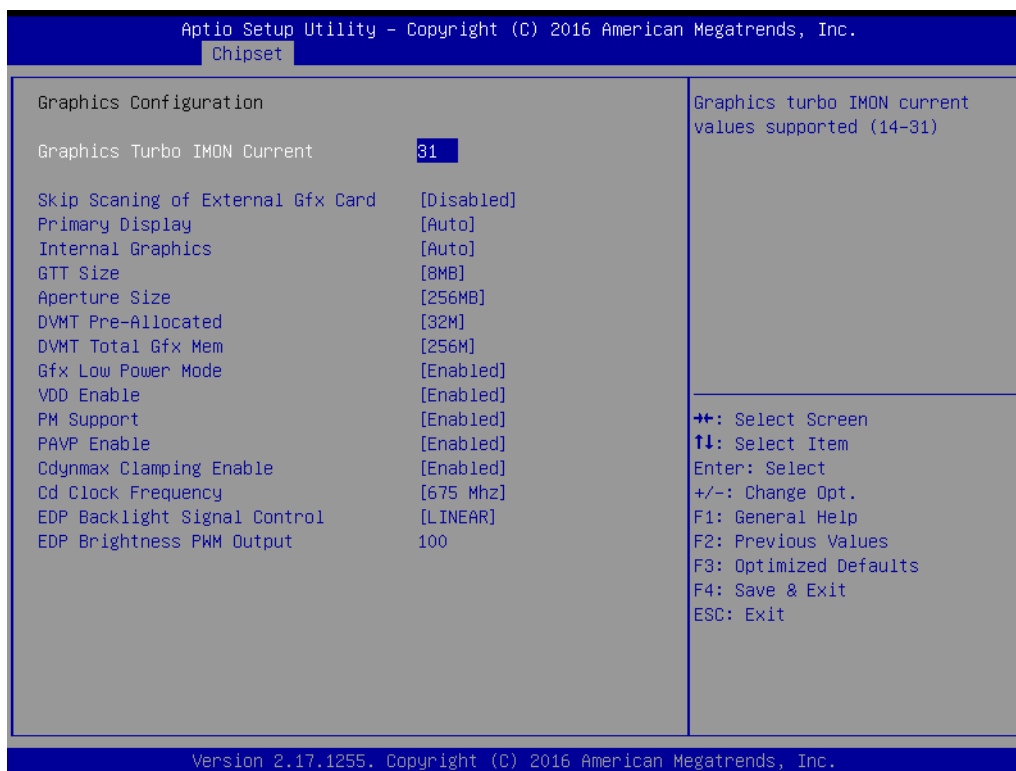 Aptio Setup Utility – Copyright (C) 2016 American Megatrends, Inc.
Chipset
Graphics Configuration
Graphics Turbo IMON Current 31
Skip Scaning of External Gfx Card [Disabled]
Primary Display [Auto]
Internal Graphics [Auto]
GTT Size [8MB]
Aperture Size [256MB]
DVMT Pre-Allocated [32M]
DVMT Total Gfx Mem [256M]
Gfx Low Power Mode [Enabled]
VDD Enable [Enabled]
PM Support [Enabled]
PAVP Enable [Enabled]
Cdynmax Clamping Enable [Enabled]
Cd Clock Frequency [675 Mhz]
EDP Backlight Signal Control [LINEAR]
EDP Brightness PWM Output 100
Graphics turbo IMON current
values supported (14-31)
→←: Select Screen
↑↓: Select Item
Enter: Select
+/-: Change Opt.
F1: General Help
F2: Previous Values
F3: Optimized Defaults
F4: Save & Exit
ESC: Exit
Version 2.17.1255. Copyright (C) 2016 American Megatrends, Inc.